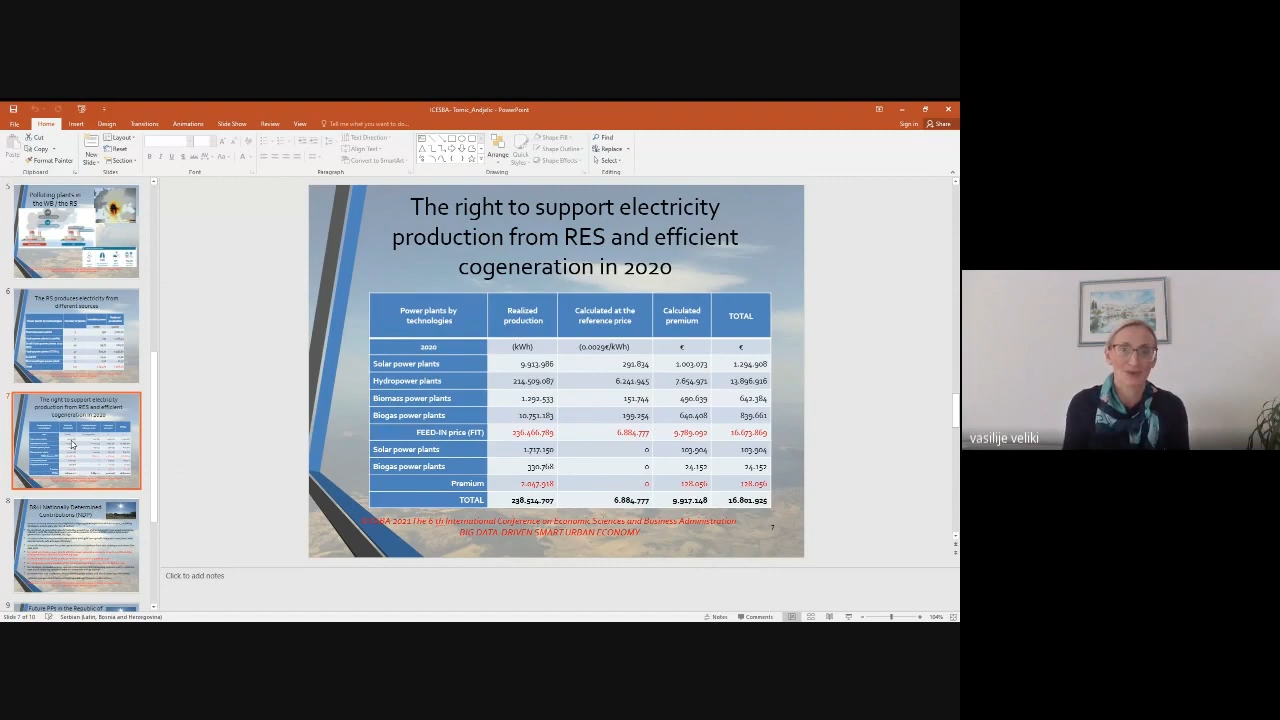 ICESBA- Tomic_Andjelic - PowerPoint
Sign in
Share
File
Home
Insert
Design
Transitions
Animations
Slide Show
Review
View
Tell me what you want to do...
Paste
Cut
Copy
Format Painter
Clipboard
New
Slide
Layout
Reset
Section
Slides
Font
Text Direction
Align Text
Convert to SmartArt
Paragraph
Arrange
Quick
Styles
Shape Fill
Shape Outline
Shape Effects
Drawing
Find
Replace
Select
Editing
5
Polluting plants in
the WB / the RS
6
The RS produces electricity from
different sources
7
The right to support electricity
production from RES and efficient
cogeneration in 2020
8
B&H Nationally Determined
Contributions (NDP)
9
Future PPs in the Republic of
The right to support electricity
production from RES and efficient
cogeneration in 2020
Power plants by technologies Realized production Calculated at the reference price Calculated premium TOTAL
2020 (kWh) (0.0029€/kWh) € €
Solar power plants 9.913.986 291.834 1.003.073 1.294.908
Hydropower plants 214.509.087 6.241.945 7.654.971 13.896.916
Biomass power plants 1.292.533 151.744 490.639 642.384
Biogas power plants 10.751.183 199.254 640.408 839.661
FEED-IN price (FIT) 236.466.789 6.884.777 9.789.092 16.673.869
Solar power plants 1.717.150 0 103.904 103.904
Biogas power plants 330.768 0 24.152 24.152
Premium 2.047.918 0 128.056 128.056
TOTAL 238.514.707 6.884.777 9.917.148 16.801.925
ICESBA 2021 The 6 th International Conference on Economic Sciences and Business Administration
BIG DATA-DRIVEN SMART URBAN ECONOMY
7
Click to add notes
Slide 7 of 10
Serbian (Latin, Bosnia and Herzegovina)
Notes
Comments
104%
vasilije veliki